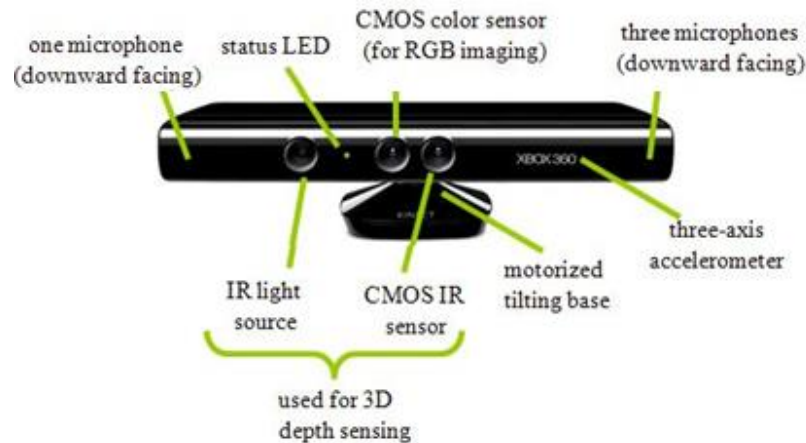 one microphone
(downward facing)
status LED
CMOS color sensor
(for RGB imaging)
three microphones
(downward facing)
XBOX 360
three-axis
accelerometer
motorized
tilting base
IR light
source
CMOS IR
sensor
used for 3D
depth sensing